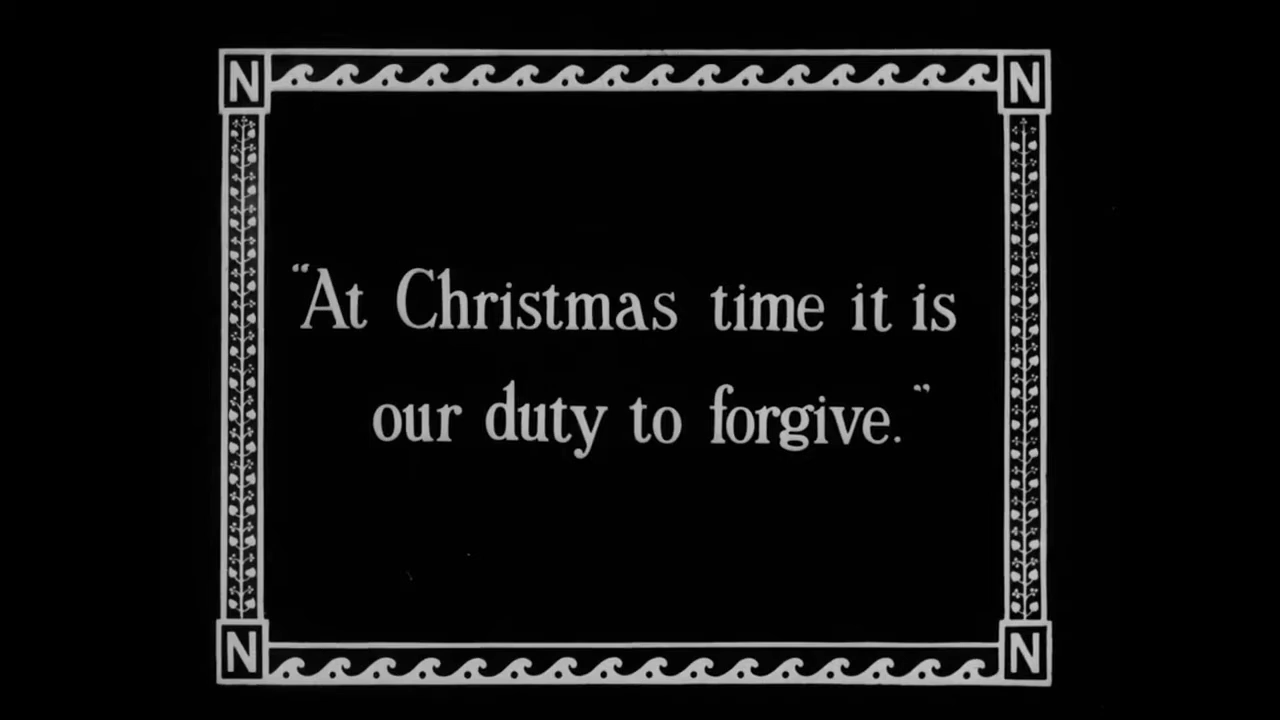 N N
“At Christmas time it is
our duty to forgive.”
N N